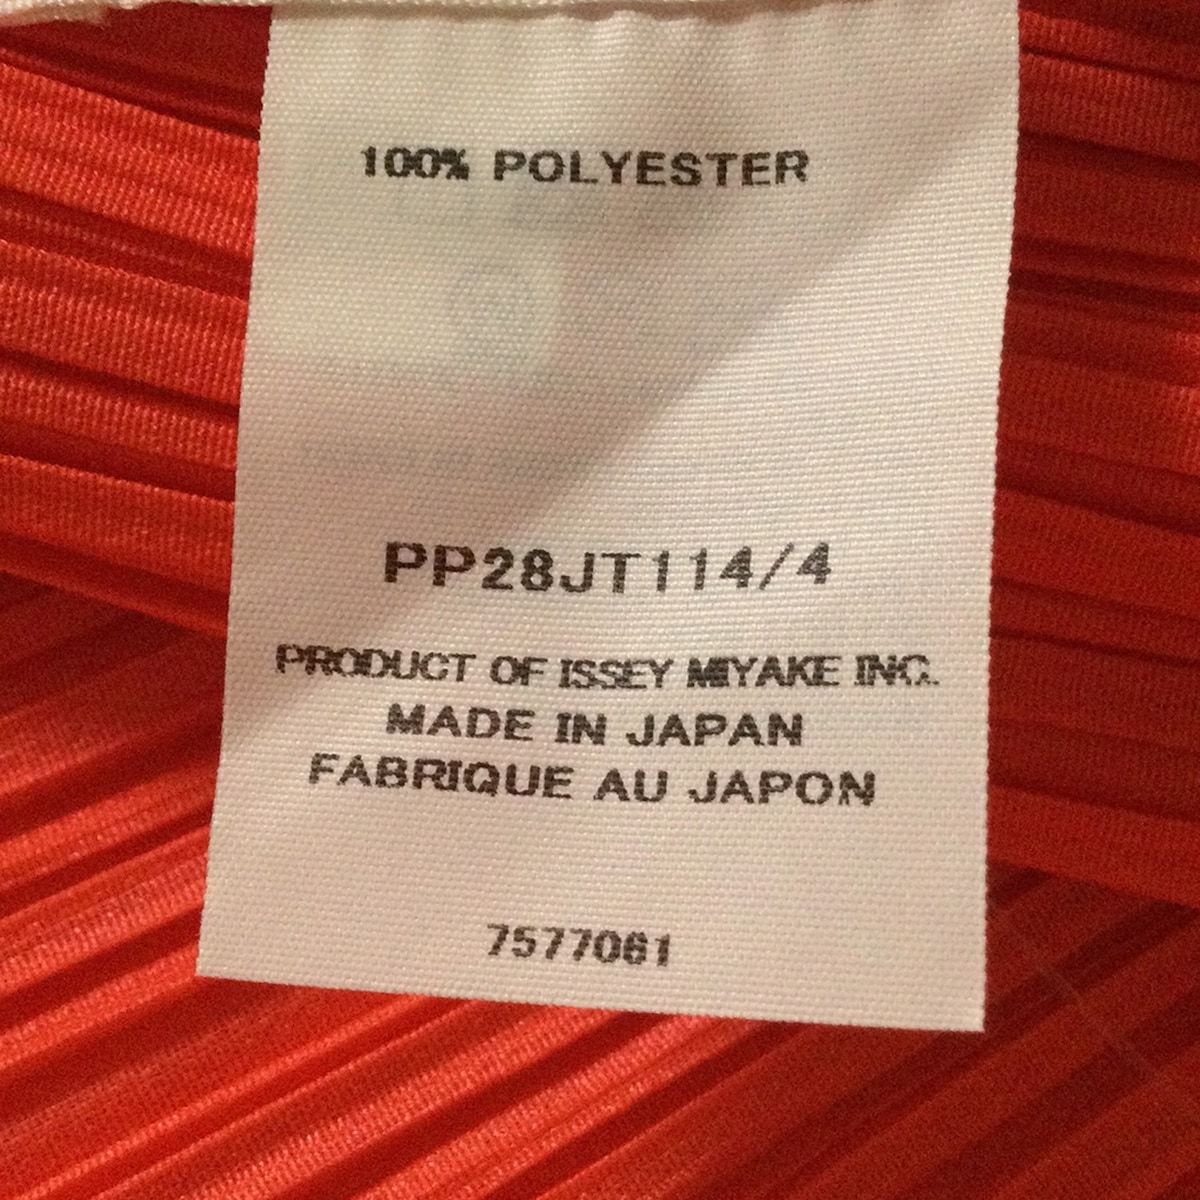 100% POLYESTER
PP28JT114/4
PRODUCT OF ISSEY MIYAKE INC.
MADE IN JAPAN
FABRIQUE AU JAPON
7577061